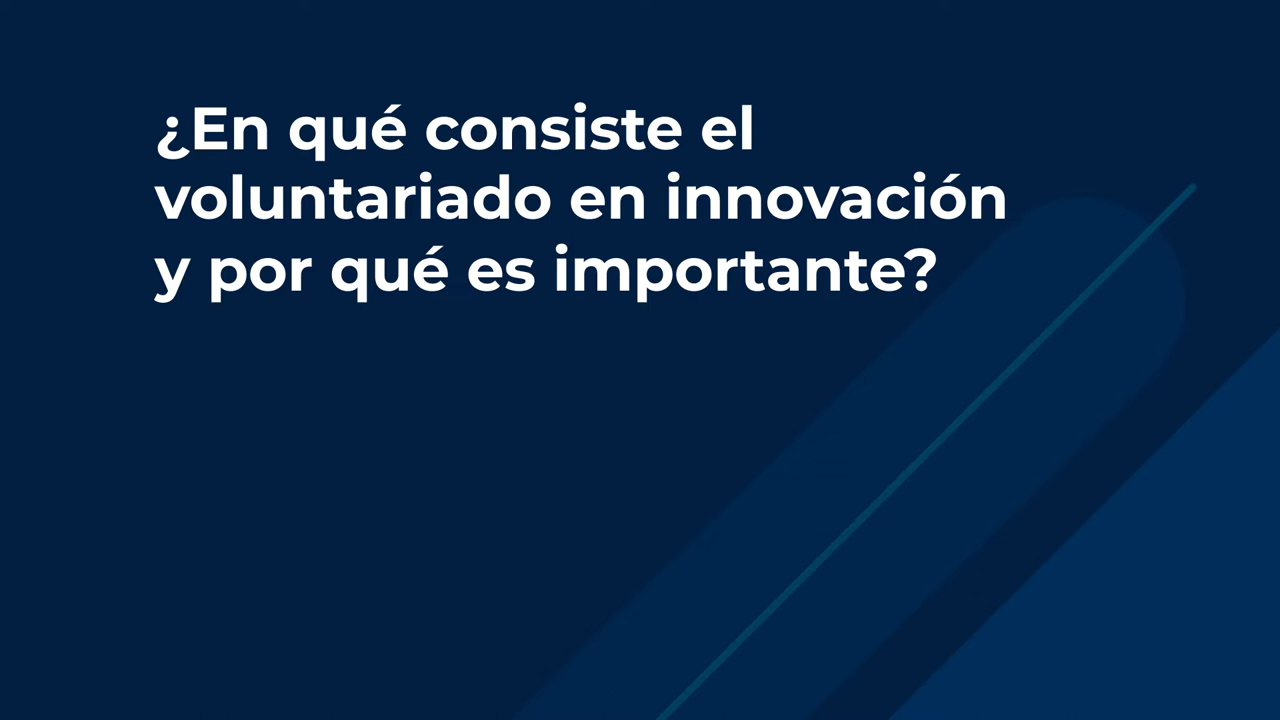 ¿En qué consiste el
voluntariado en innovación
y por qué es importante?